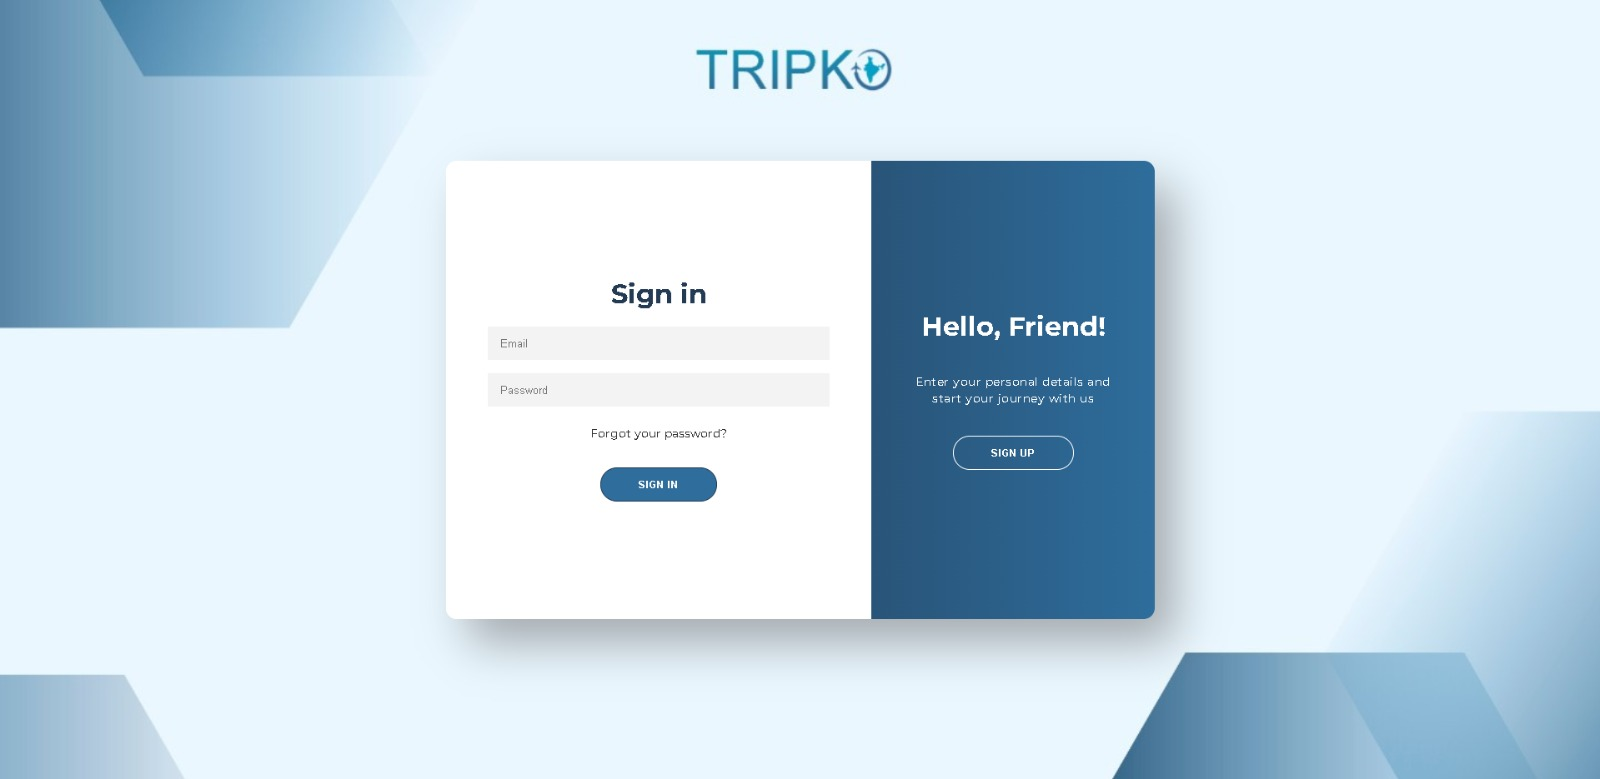 TRIPKO
Sign in
Email
Password
Forgot your password?
SIGN IN
Hello, Friend!
Enter your personal details and
start your journey with us
SIGN UP